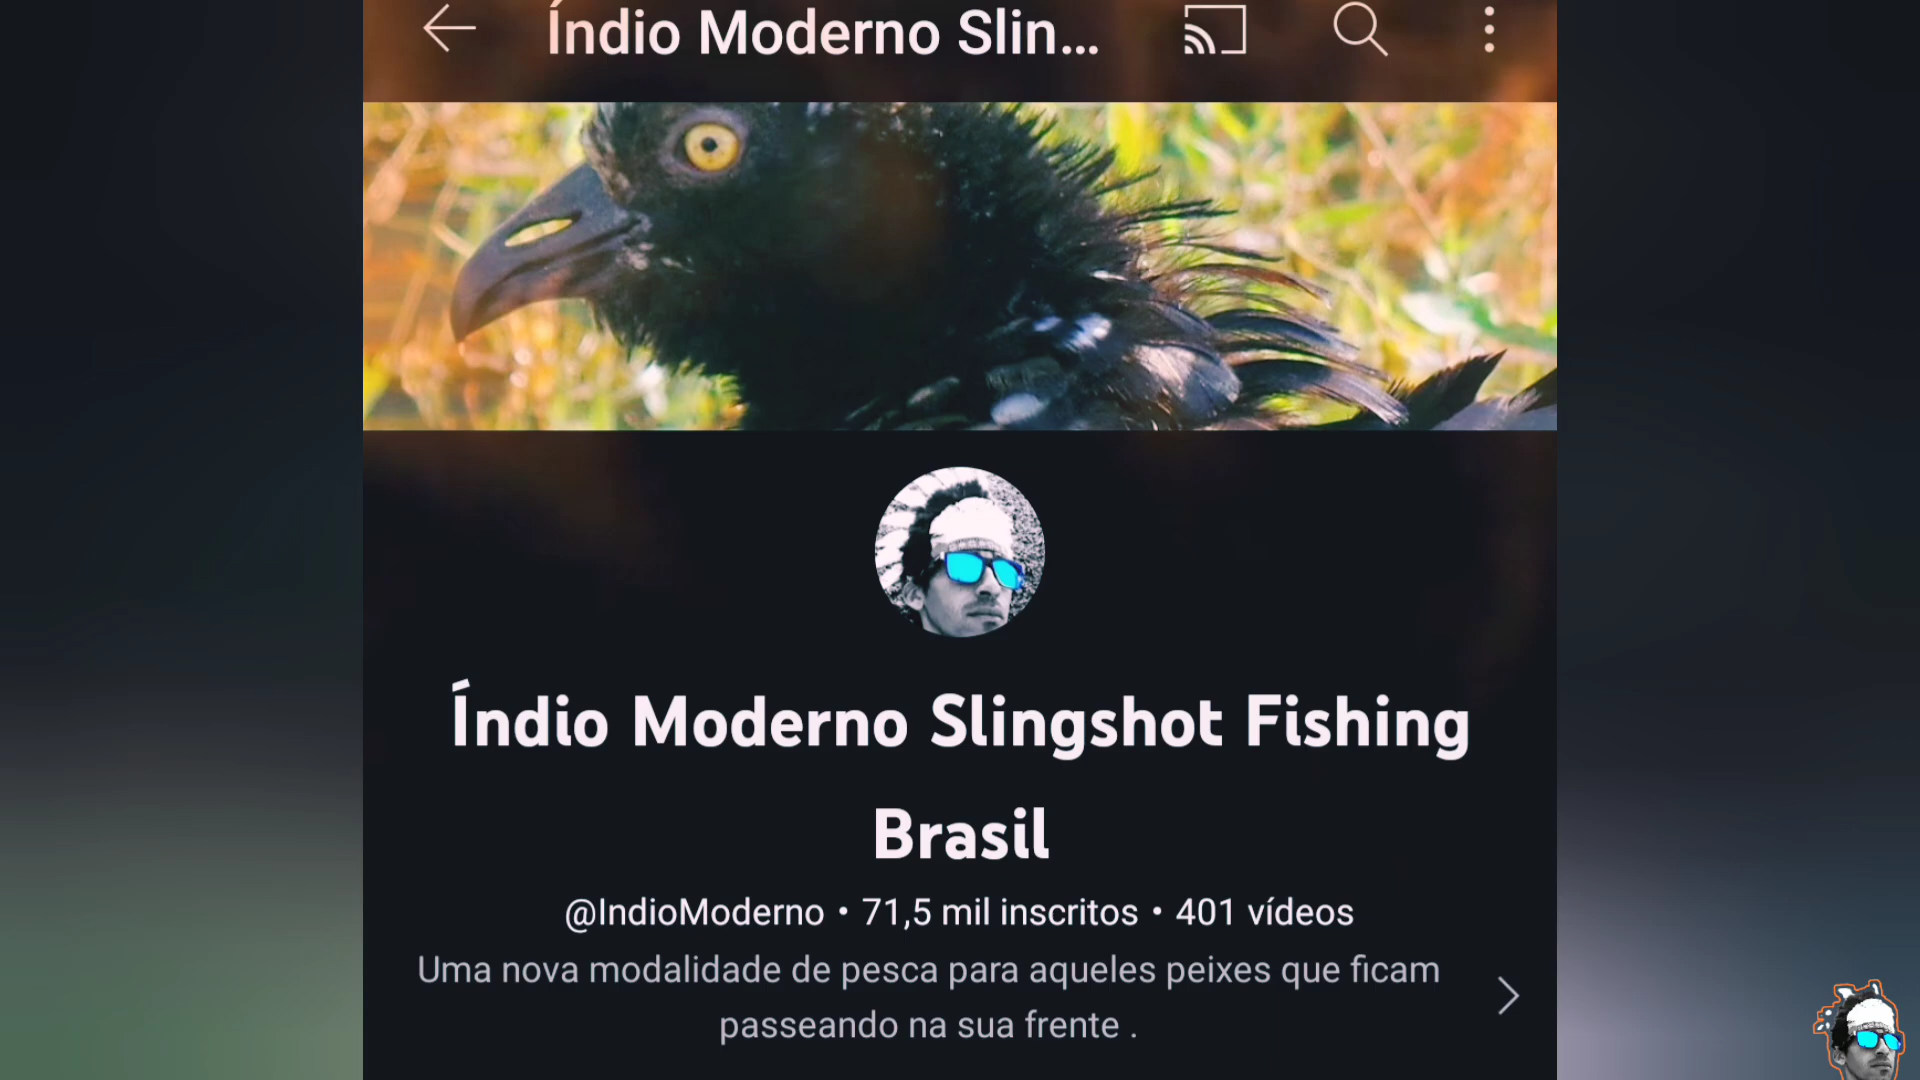 Índio Moderno Slin...
Índio Moderno Slingshot Fishing
Brasil
@IndioModerno • 71,5 mil inscritos • 401 vídeos
Uma nova modalidade de pesca para aqueles peixes que ficam
passeando na sua frente .